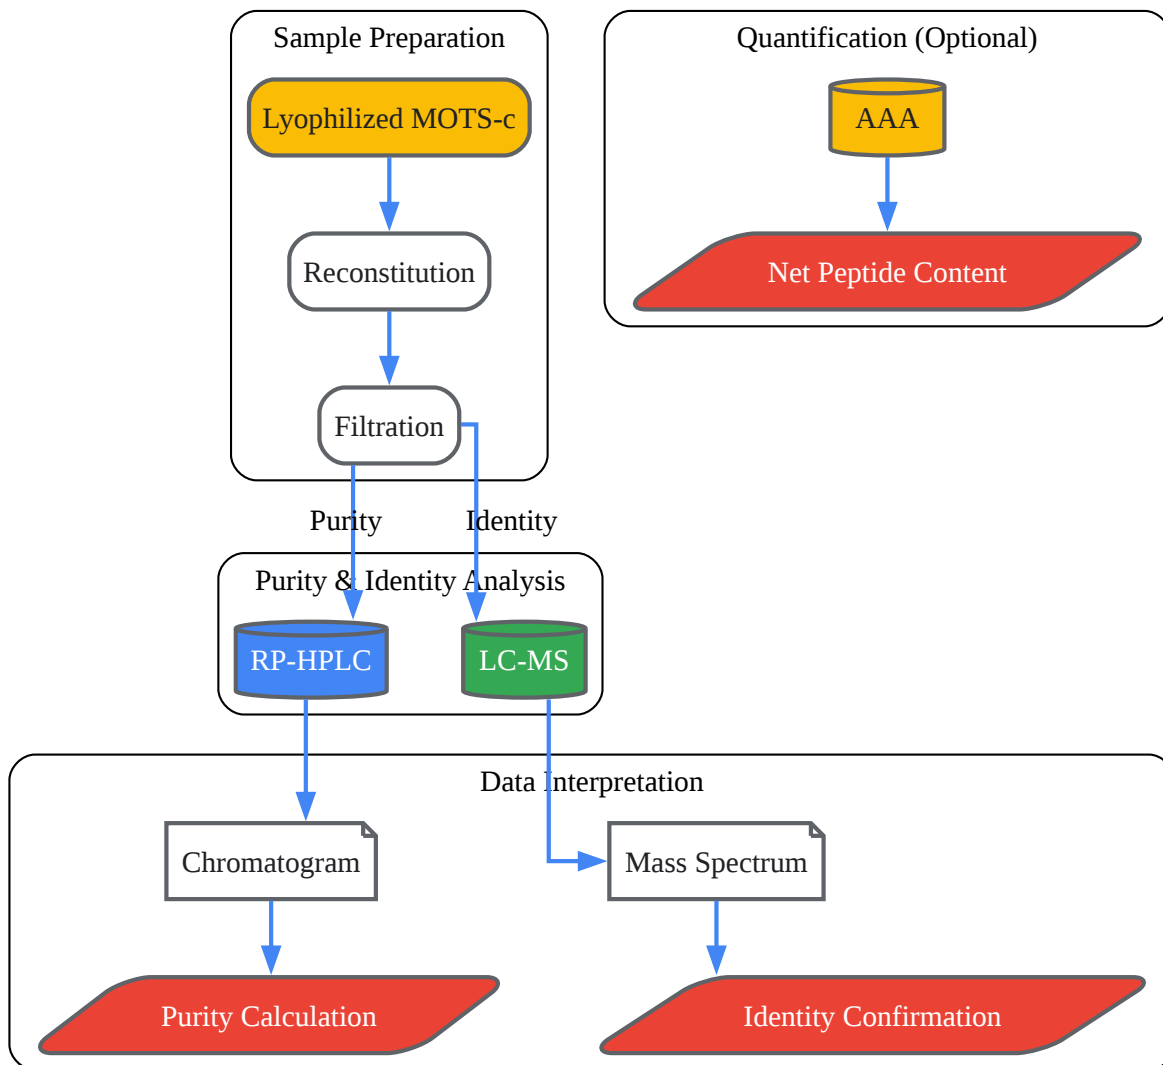 Sample Preparation
Lyophilized MOTS-c
Reconstitution
Filtration
Quantification (Optional)
AAA
Net Peptide Content
Purity
Identity
Purity & Identity Analysis
RP-HPLC
LC-MS
Data Interpretation
Chromatogram
Mass Spectrum
Purity Calculation
Identity Confirmation